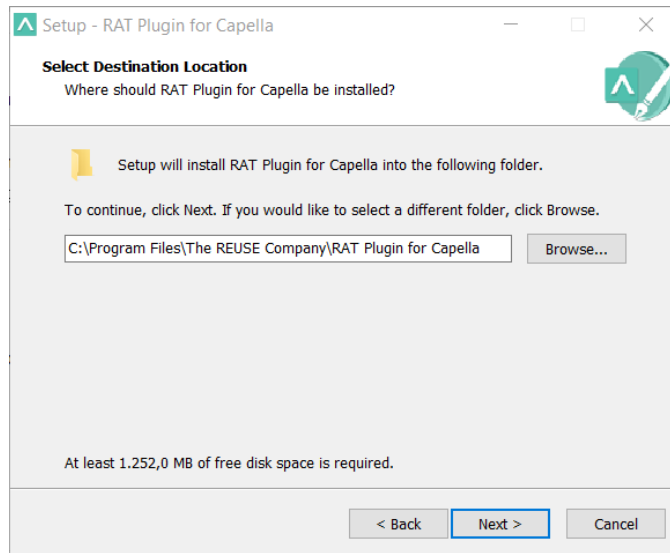 Setup - RAT Plugin for Capella
Select Destination Location
Where should RAT Plugin for Capella be installed?
Setup will install RAT Plugin for Capella into the following folder.
To continue, click Next. If you would like to select a different folder, click Browse.
C:\Program Files\The REUSE Company\RAT Plugin for Capella
Browse...
At least 1.252,0 MB of free disk space is required.
< Back
Next >
Cancel